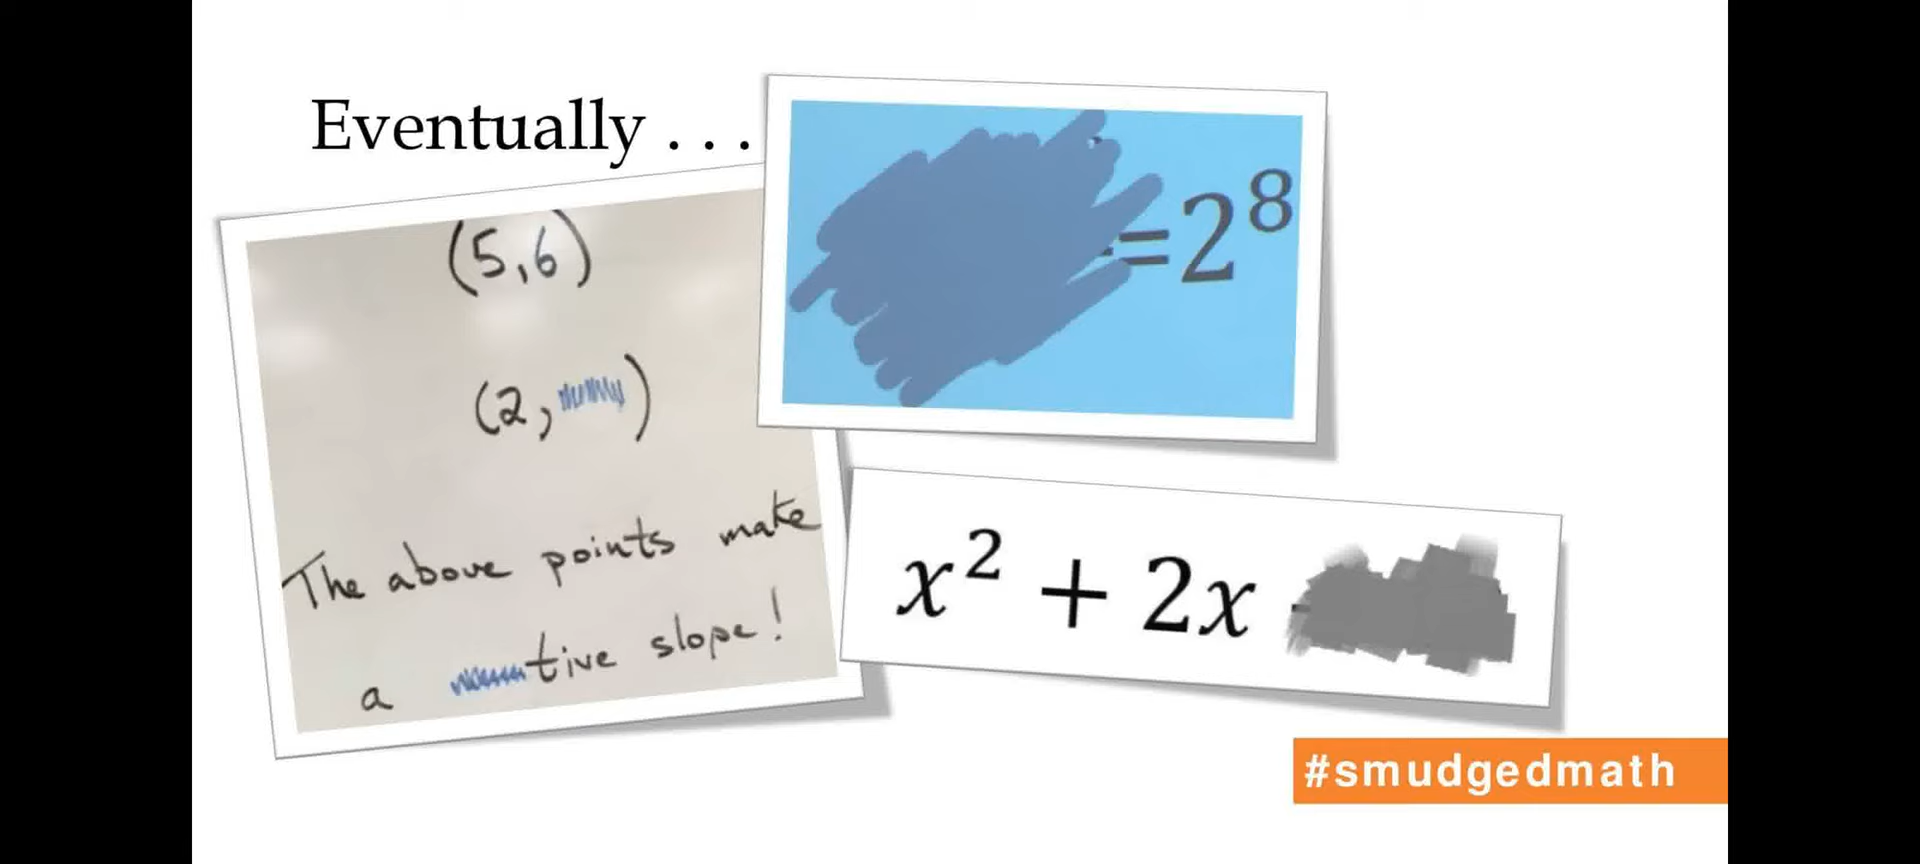 Eventually . . .
(5,6)
(2, )
The above points make
a tive slope!
=2⁸
x² + 2x
#smudgedmath